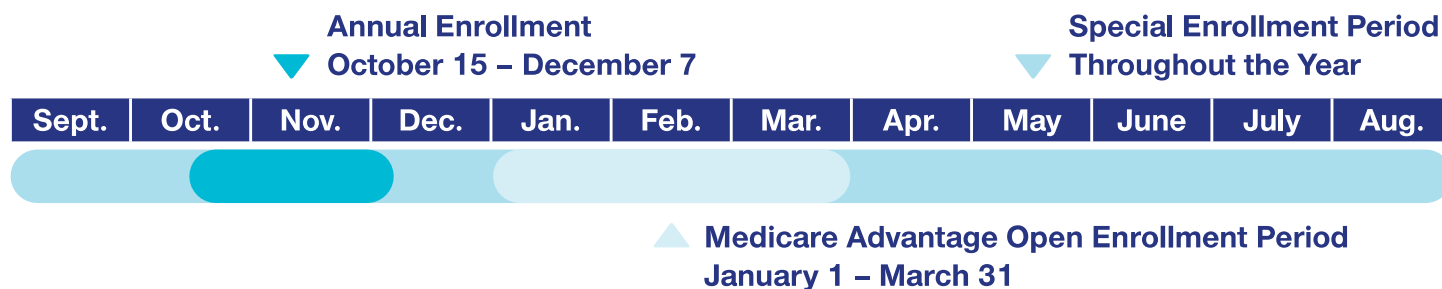 Annual Enrollment
October 15 – December 7
Special Enrollment Period
Throughout the Year
Sept. Oct. Nov. Dec. Jan. Feb. Mar. Apr. May June July Aug.
Medicare Advantage Open Enrollment Period
January 1 – March 31